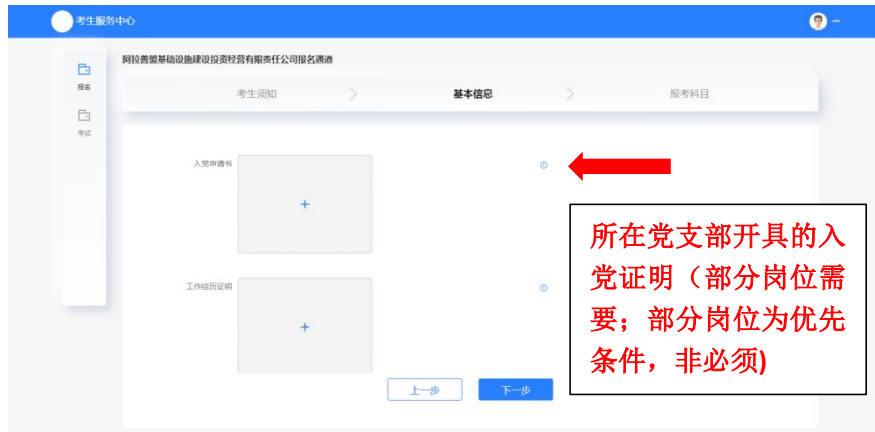 考生服务中心
阿拉善盟基础设施建设投资经营有限责任公司报名通道
报名
考试
考生须知
基本信息
报考科目
入党申请书
工作经历证明
所在党支部开具的入
党证明（部分岗位需
要；部分岗位为优先
条件，非必须)
上一步
下一步